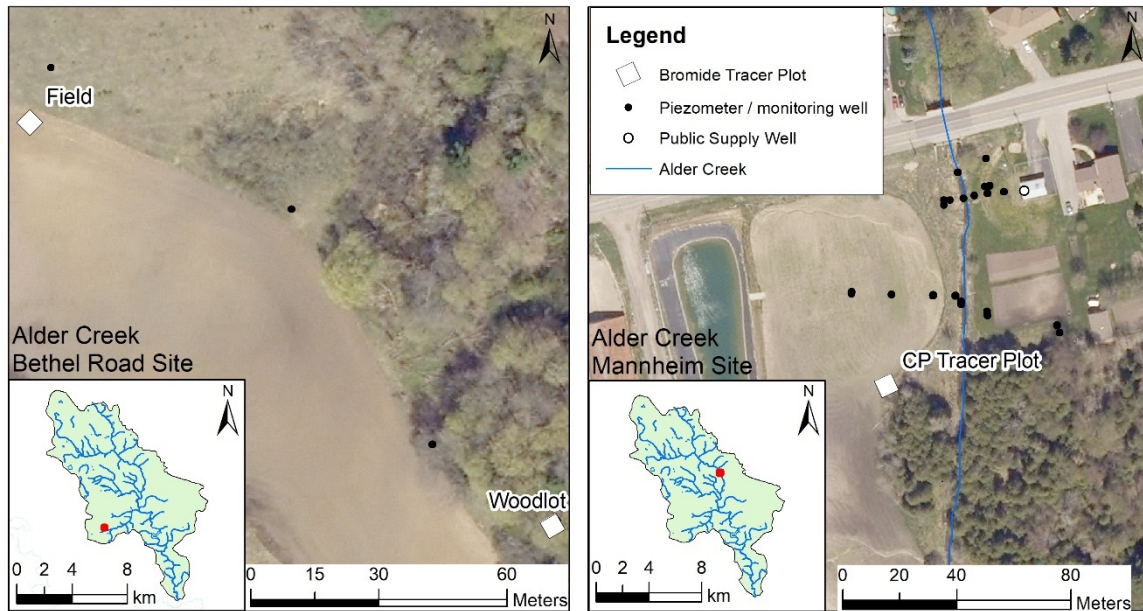 N
Field
Alder Creek
Bethel Road Site
Woodlot
N
0 4 8
km
0 15 30 60
Meters
N
Legend
Bromide Tracer Plot
Piezometer / monitoring well
Public Supply Well
Alder Creek
Alder Creek
Mannheim Site
CP Tracer Plot
N
0 4 8
km
0 20 40 80
Meters